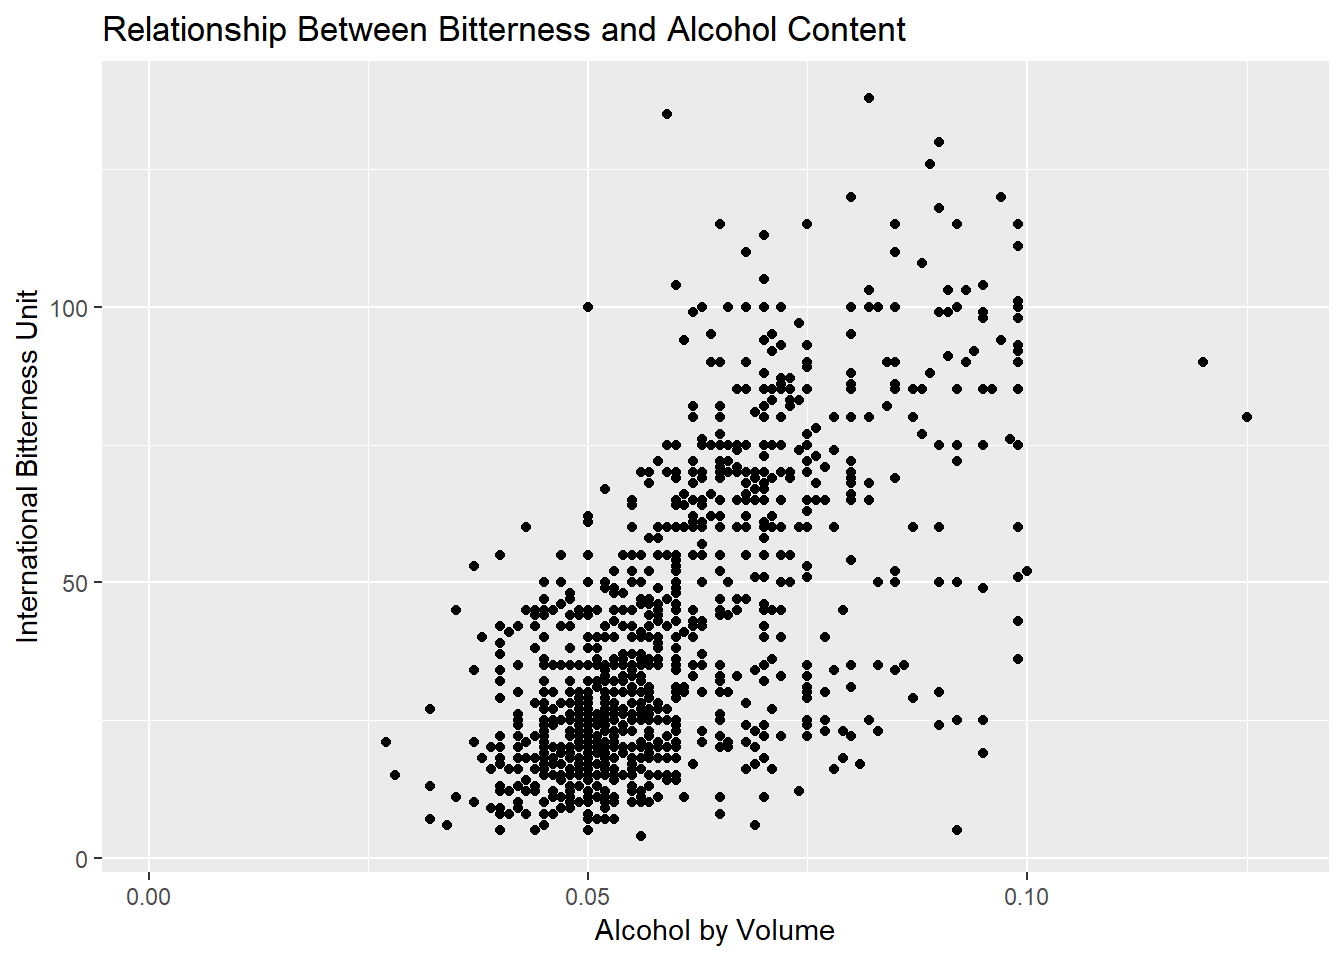 Relationship Between Bitterness and Alcohol Content
International Bitterness Unit
100
50
0
0.00
0.05
0.10
Alcohol by Volume